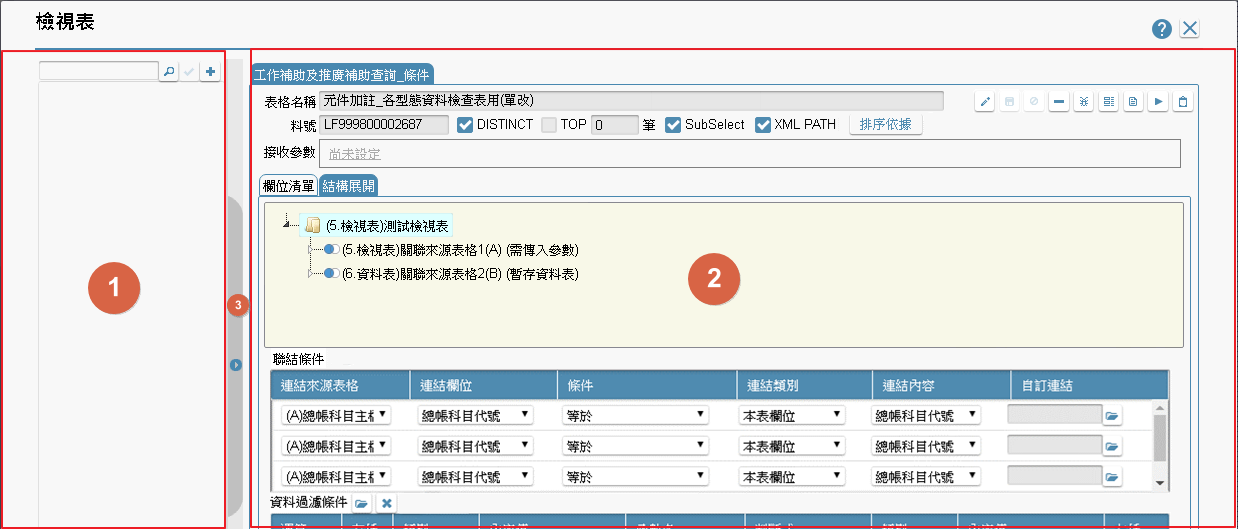 檢視表
?
工作補助及推廣補助查詢_條件
表格名稱 元件加註_各型態資料檢查表用(單改)
料號 LF999800002687 DISTINCT TOP 0 筆 SubSelect XML PATH 排序依據
接收參數 尚未設定
欄位清單 結構展開
(5.檢視表)測試檢視表
(5.檢視表)關聯來源表格1(A) (需傳入參數)
(6.資料表)關聯來源表格2(B) (暫存資料表)
1
2
3
聯結條件
連結來源表格 連結欄位 條件 連結類別 連結內容 自訂連結
(A)總帳科目主 總帳科目代號 等於 本表欄位 總帳科目代號
(A)總帳科目主 總帳科目代號 等於 本表欄位 總帳科目代號
(A)總帳科目主 總帳科目代號 等於 本表欄位 總帳科目代號
資料過濾條件